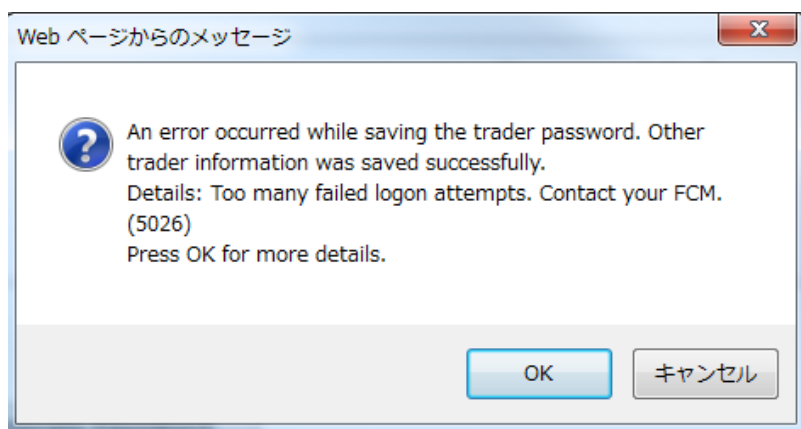 Web ページからのメッセージ
An error occurred while saving the trader password. Other
trader information was saved successfully.
Details: Too many failed logon attempts. Contact your FCM.
(5026)
Press OK for more details.
OK
キャンセル